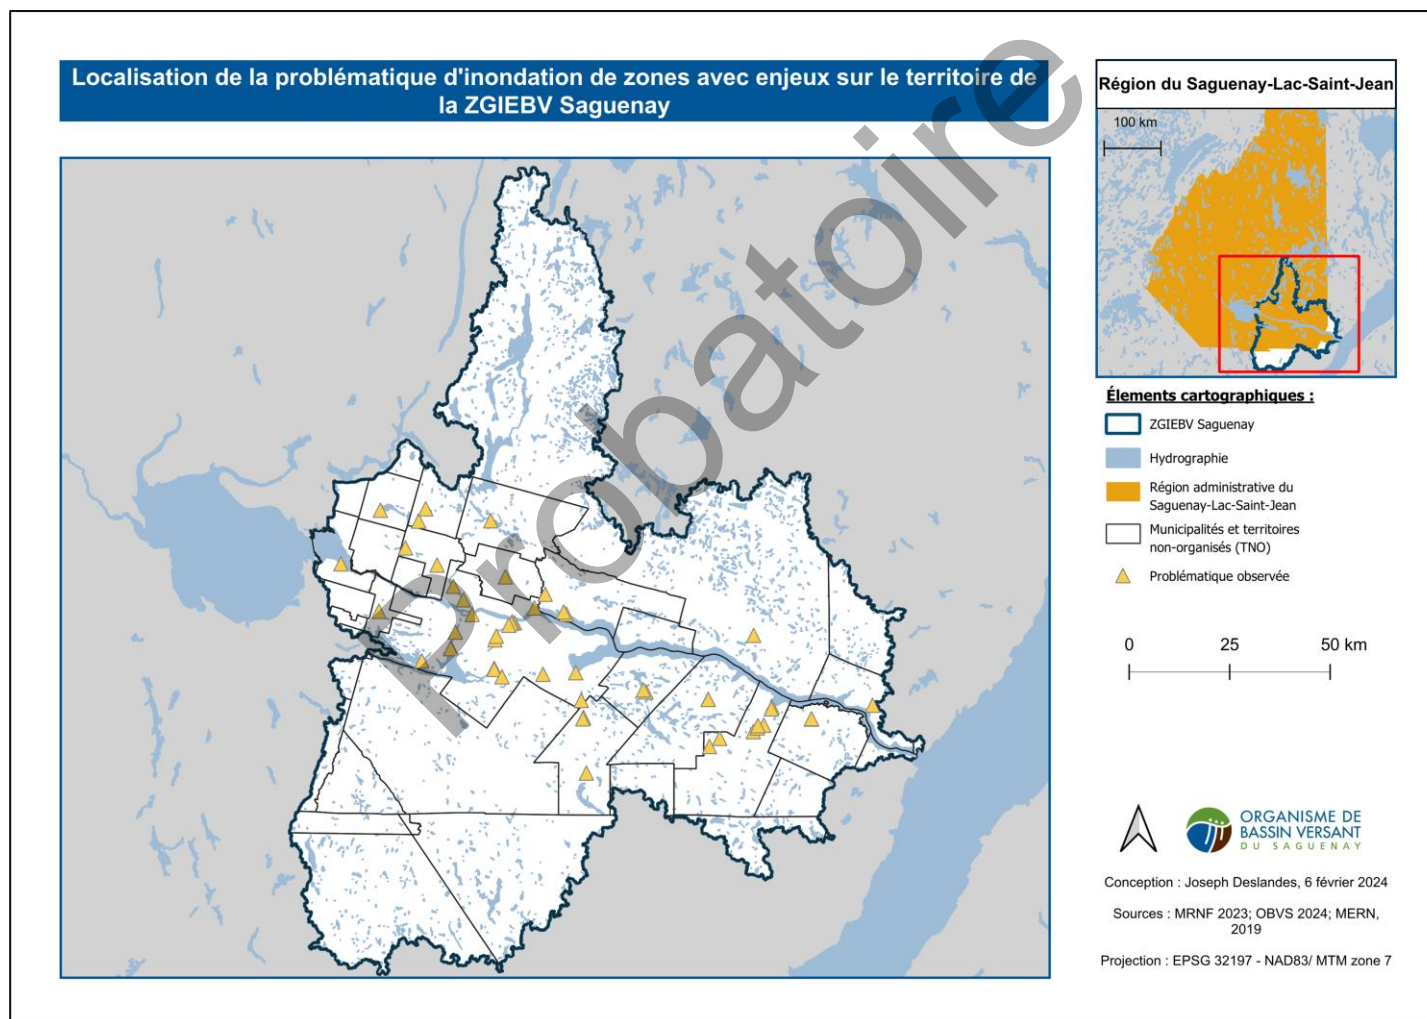 Localisation de la problématique d'inondation de zones avec enjeux sur le territoire de
la ZGIEBV Saguenay
Région du Saguenay-Lac-Saint-Jean
100 km
Probatoire
Élements cartographiques :
ZGIEBV Saguenay
Hydrographie
Région administrative du
Saguenay-Lac-Saint-Jean
Municipalités et territoires
non-organisés (TNO)
Problématique observée
0 25 50 km
ORGANISME DE
BASSIN VERSANT
DU SAGUENAY
Conception : Joseph Deslandes, 6 février 2024
Sources : MRNF 2023; OBVS 2024; MERN,
2019
Projection : EPSG 32197 - NAD83/ MTM zone 7